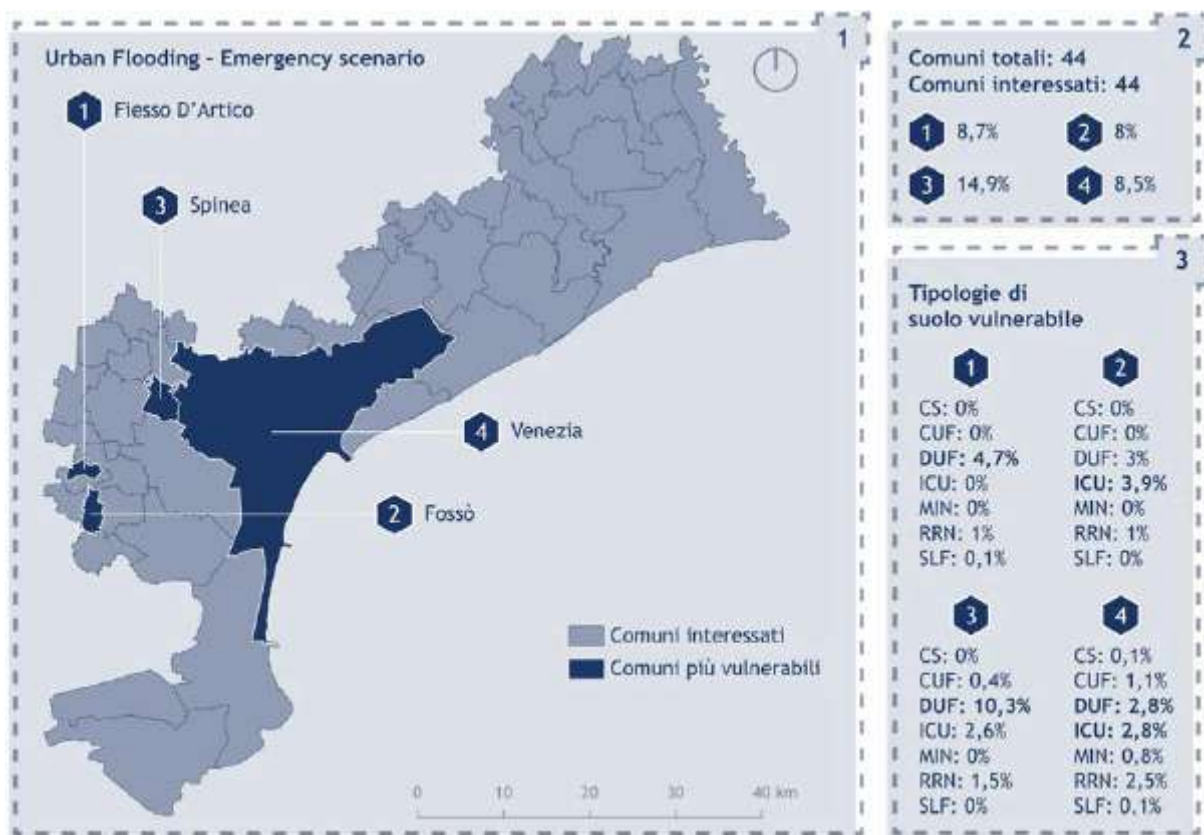 1
Urban Flooding - Emergency scenario
1 Fiesso D'Artico
3 Spinea
4 Venezia
2 Fossò
Comuni interessati
Comuni più vulnerabili
0 10 20 30 40 km
2
Comuni totali: 44
Comuni interessati: 44
1 8,7% 2 8%
3 14,9% 4 8,5%
3
Tipologie di
suolo vulnerabile
1
CS: 0%
CUF: 0%
DUF: 4,7%
ICU: 0%
MIN: 0%
RRN: 1%
SLF: 0,1%
2
CS: 0%
CUF: 0%
DUF: 3%
ICU: 3,9%
MIN: 0%
RRN: 1%
SLF: 0%
3
CS: 0%
CUF: 0,4%
DUF: 10,3%
ICU: 2,6%
MIN: 0%
RRN: 1,5%
SLF: 0%
4
CS: 0,1%
CUF: 1,1%
DUF: 2,8%
ICU: 2,8%
MIN: 0,8%
RRN: 2,5%
SLF: 0,1%